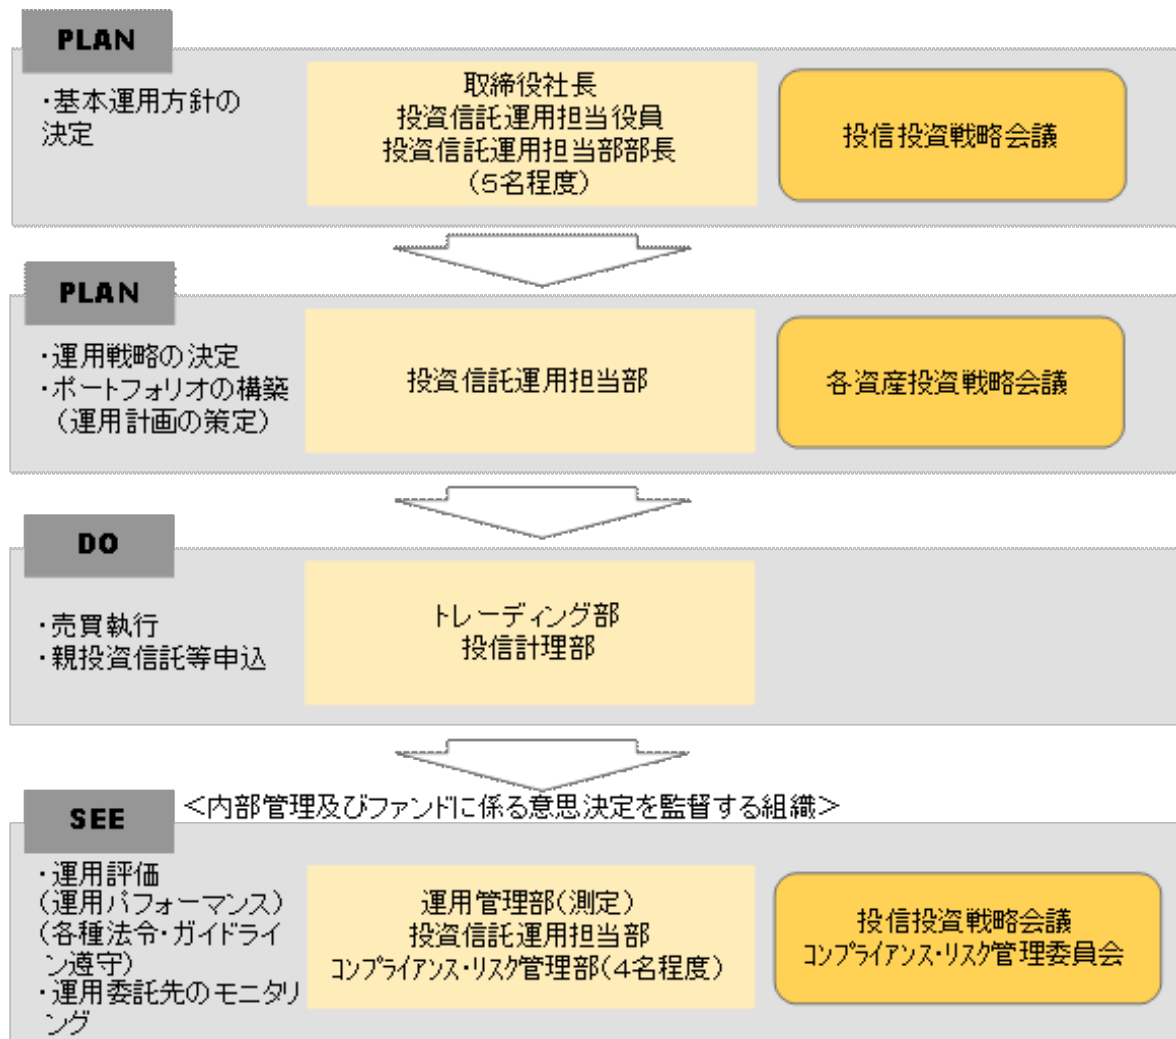 PLAN
・基本運用方針の
決定
取締役社長
投資信託運用担当役員
投資信託運用担当部部長
(5名程度)
投信投資戦略会議
PLAN
・運用戦略の決定
・ポートフォリオの構築
(運用計画の策定)
投資信託運用担当部
各資産投資戦略会議
DO
・売買執行
・親投資信託等申込
トレーディング部
投信計理部
SEE
<内部管理及びファンドに係る意思決定を監督する組織>
・運用評価
(運用パフォーマンス)
(各種法令・ガイドライ
ン遵守)
・運用委託先のモニタリ
ング
運用管理部(測定)
投資信託運用担当部
コンプライアンス・リスク管理部(4名程度)
投信投資戦略会議
コンプライアンス・リスク管理委員会